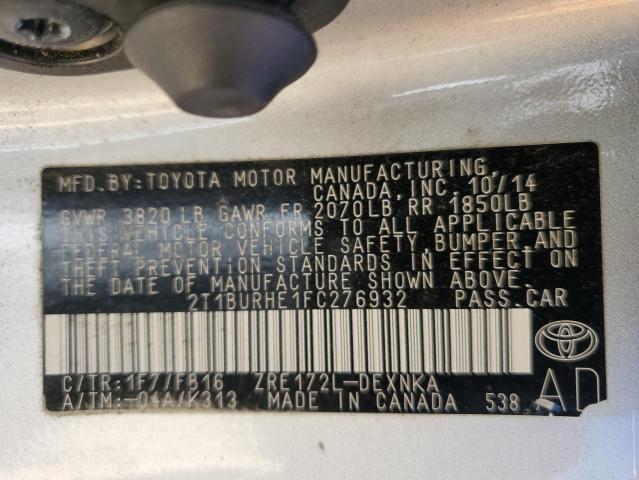 MFD.BY:TOYOTA MOTOR MANUFACTURING,
CANADA, INC. 10/14
GVWR 3820 LB GAWR FR 2070LB, RR 1850LB
THIS VEHICLE CONFORMS TO ALL APPLICABLE
FEDERAL MOTOR VEHICLE SAFETY, BUMPER, AND
THEFT PREVENTION STANDARDS IN EFFECT ON
THE DATE OF MANUFACTURE SHOWN ABOVE.
2T1BURHE1FC276932 PASS.CAR
C/TR:1F7/FB16 ZRE172L-DEXNKA
A/TM:-04A/K313 MADE IN CANADA 538
TOYOTA
AD